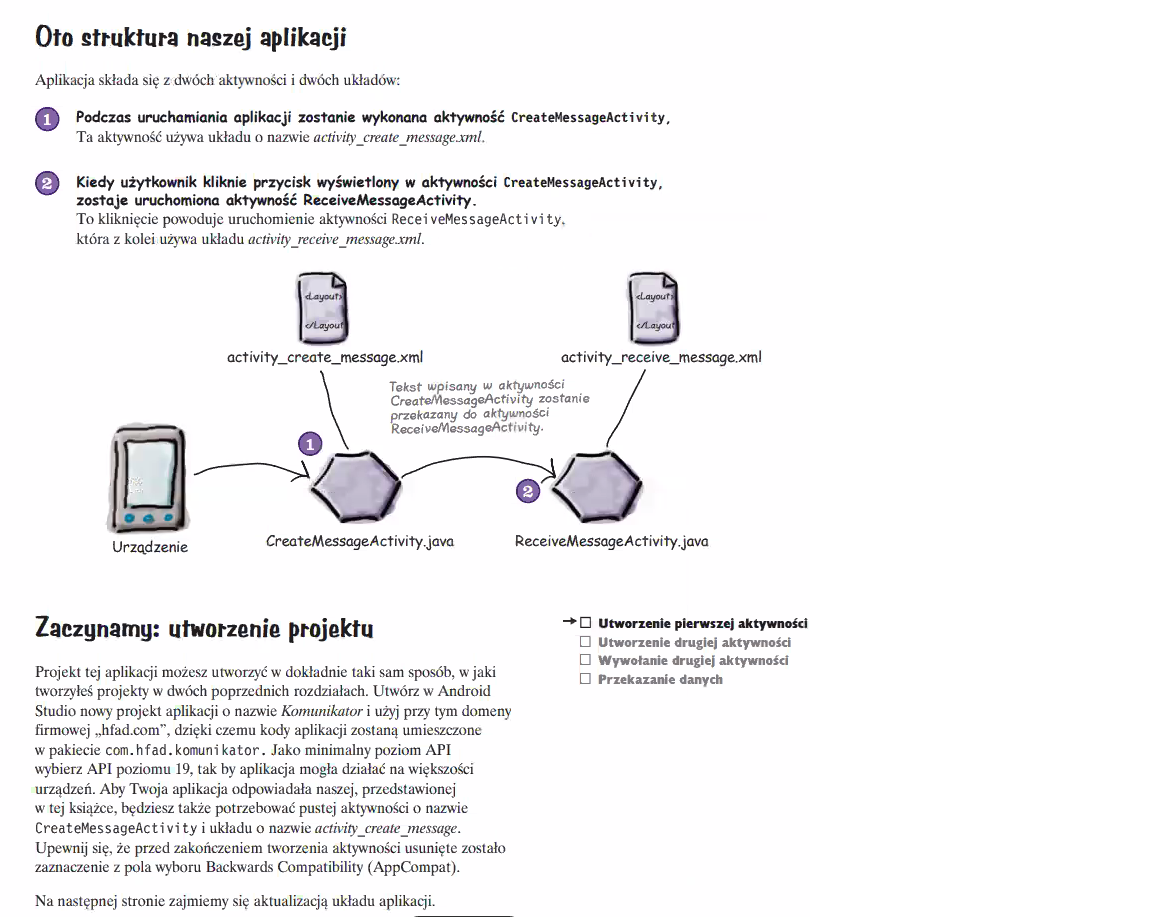 Oto struktura naszej aplikacji
Aplikacja składa się z dwóch aktywności i dwóch układów:
1 Podczas uruchamiania aplikacji zostanie wykonana aktywność CreateMessageActivity,
Ta aktywność używa układu o nazwie activity_create_message.xml.
2 Kiedy użytkownik kliknie przycisk wyświetlony w aktywności CreateMessageActivity,
zostaje uruchomiona aktywność ReceiveMessageActivity.
To kliknięcie powoduje uruchomienie aktywności ReceiveMessageActivity,
która z kolei używa układu activity_receive_message.xml.
<Layout>
</Layout
activity_create_message.xml
<Layout>
</Layout
activity_receive_message.xml
Tekst wpisany w aktywności
CreateMessageActivity zostanie
przekazany do aktywności
ReceiveMessageActivity.
1
2
Urządzenie
CreateMessageActivity.java
ReceiveMessageActivity.java
Zaczynamy: utworzenie projektu
Projekt tej aplikacji możesz utworzyć w dokładnie taki sam sposób, w jaki
tworzyłeś projekty w dwóch poprzednich rozdziałach. Utwórz w Android
Studio nowy projekt aplikacji o nazwie Komunikator i użyj przy tym domeny
firmowej „hfad.com”, dzięki czemu kody aplikacji zostaną umieszczone
w pakiecie com.hfad.komunikator. Jako minimalny poziom API
wybierz API poziomu 19, tak by aplikacja mogła działać na większości
urządzeń. Aby Twoja aplikacja odpowiadała naszej, przedstawionej
w tej książce, będziesz także potrzebować pustej aktywności o nazwie
CreateMessageActivity i układu o nazwie activity_create_message.
Upewnij się, że przed zakończeniem tworzenia aktywności usunięte zostało
zaznaczenie z pola wyboru Backwards Compatibility (AppCompat).
Na następnej stronie zajmiemy się aktualizacją układu aplikacji.
Utworzenie pierwszej aktywności
Utworzenie drugiej aktywności
Wywołanie drugiej aktywności
Przekazanie danych